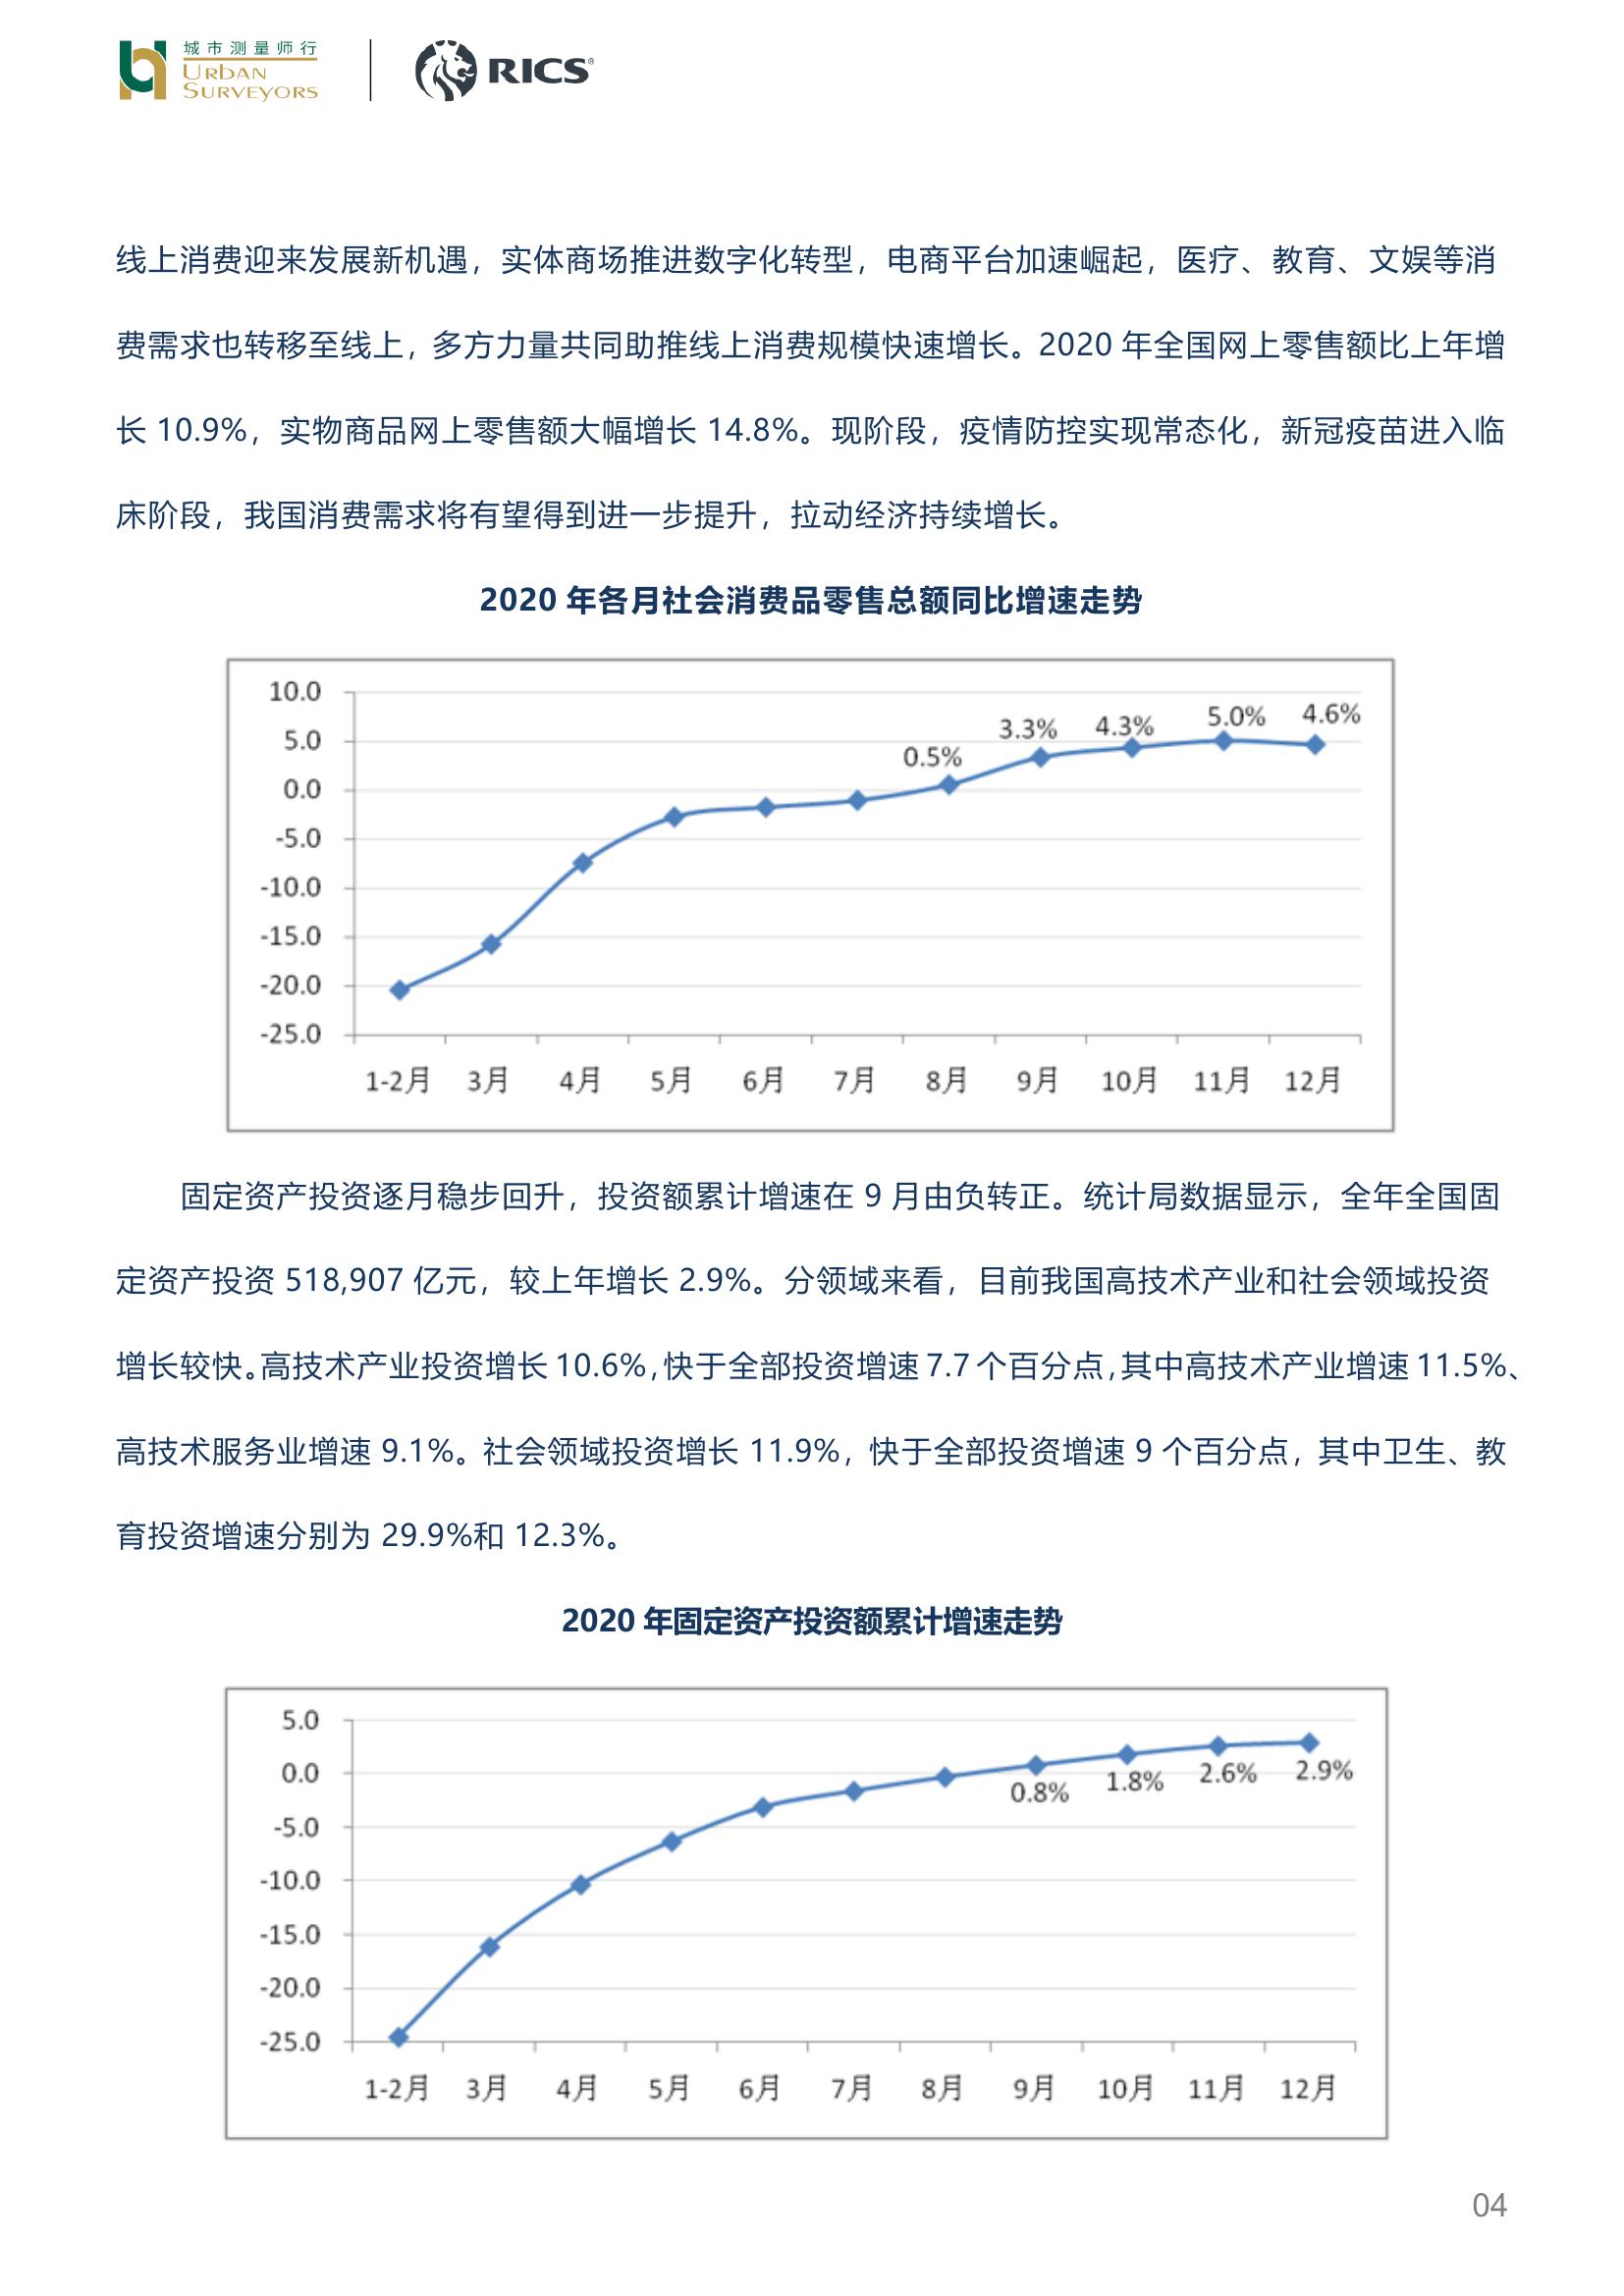 城市测量师行
URBAN
SURVEYORS
RICS®
线上消费迎来发展新机遇，实体商场推进数字化转型，电商平台加速崛起，医疗、教育、文娱等消
费需求也转移至线上，多方力量共同助推线上消费规模快速增长。2020 年全国网上零售额比上年增
长 10.9%，实物商品网上零售额大幅增长 14.8%。现阶段，疫情防控实现常态化，新冠疫苗进入临
床阶段，我国消费需求将有望得到进一步提升，拉动经济持续增长。
2020 年各月社会消费品零售总额同比增速走势
10.0
5.0
0.0
-5.0
-10.0
-15.0
-20.0
-25.0
0.5%
3.3%
4.3%
5.0%
4.6%
1-2月 3月 4月 5月 6月 7月 8月 9月 10月 11月 12月
固定资产投资逐月稳步回升，投资额累计增速在 9 月由负转正。统计局数据显示，全年全国固
定资产投资 518,907 亿元，较上年增长 2.9%。分领域来看，目前我国高技术产业和社会领域投资
增长较快。高技术产业投资增长 10.6%，快于全部投资增速 7.7 个百分点，其中高技术产业增速 11.5%、
高技术服务业增速 9.1%。社会领域投资增长 11.9%，快于全部投资增速 9 个百分点，其中卫生、教
育投资增速分别为 29.9%和 12.3%。
2020 年固定资产投资额累计增速走势
5.0
0.0
-5.0
-10.0
-15.0
-20.0
-25.0
0.8%
1.8%
2.6%
2.9%
1-2月 3月 4月 5月 6月 7月 8月 9月 10月 11月 12月
04